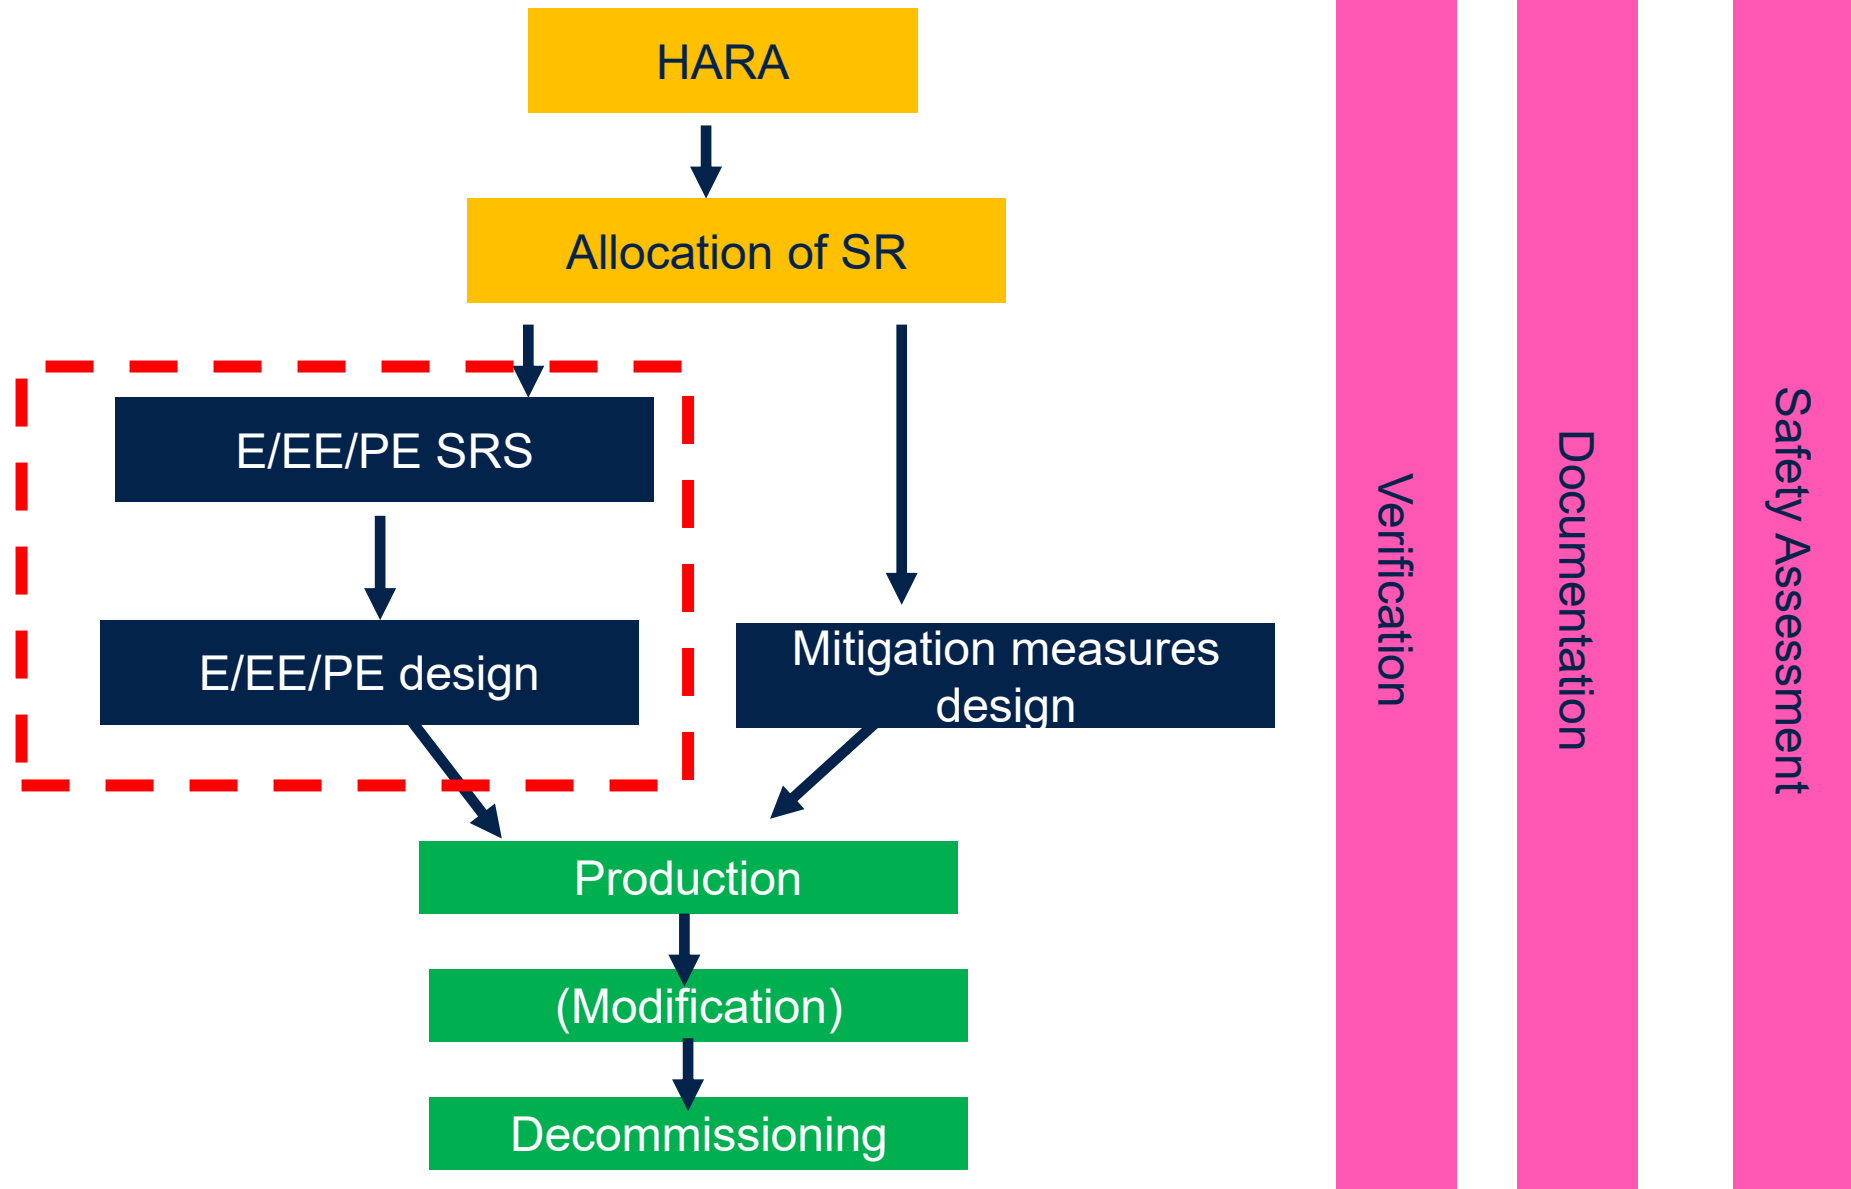 HARA
Allocation of SR
E/EE/PE SRS
E/EE/PE design
Mitigation measures
design
Production
(Modification)
Decommissioning
Verification
Documentation
Safety Assessment